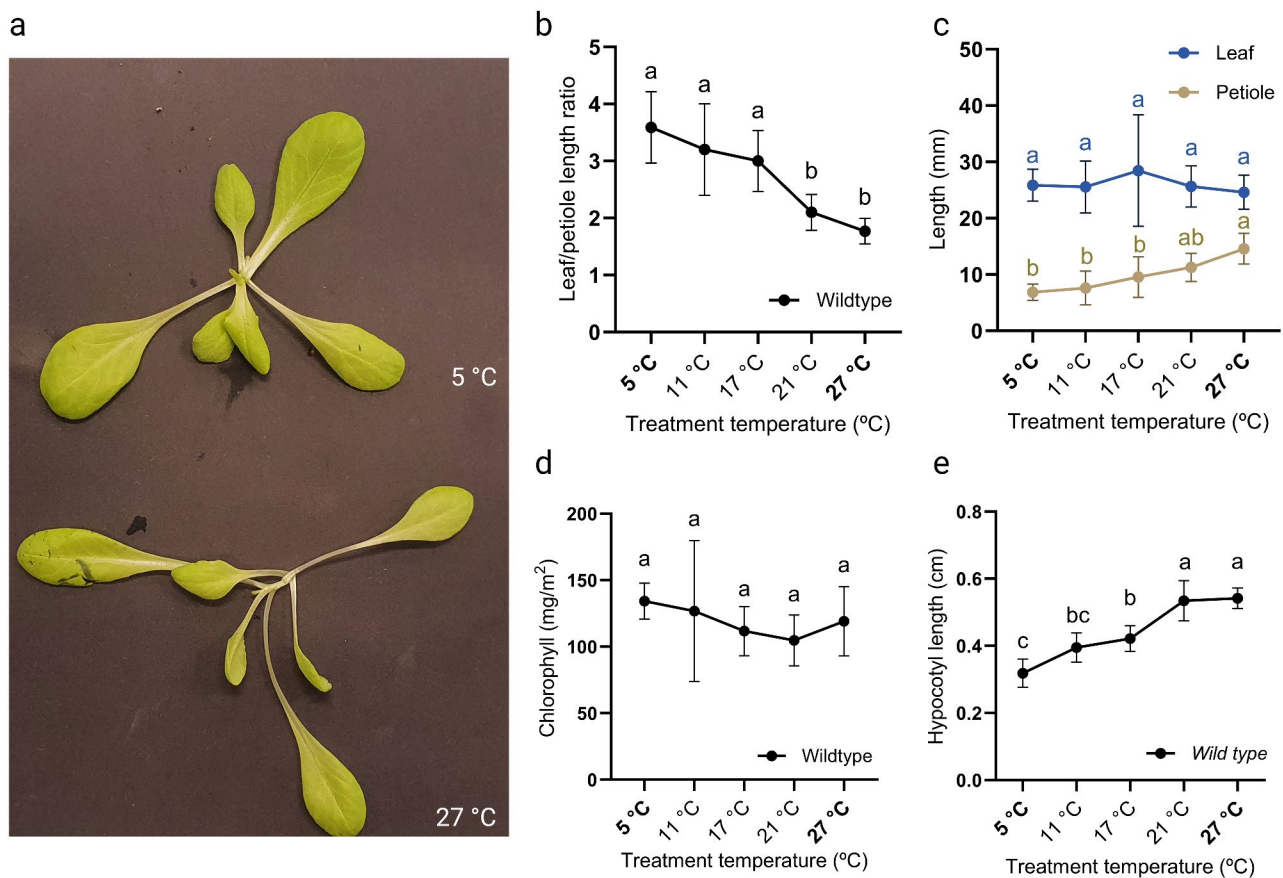 a
5 °C
27 °C
b
Leaf/petiole length ratio
5
4
3
2
1
0
a
a
a
b
b
Wildtype
5 °C
11 °C
17 °C
21 °C
27 °C
Treatment temperature (ºC)
c
Length (mm)
50
40
30
20
10
0
Leaf
Petiole
a
a
a
a
a
b
b
b
ab
a
5 °C
11 °C
17 °C
21 °C
27 °C
Treatment temperature (ºC)
d
Chlorophyll (mg/m²)
200
150
100
50
0
a
a
a
a
a
Wildtype
5 °C
11 °C
17 °C
21 °C
27 °C
Treatment temperature (ºC)
e
Hypocotyl length (cm)
0.8
0.6
0.4
0.2
0.0
c
bc
b
a
a
Wild type
5 °C
11 °C
17 °C
21 °C
27 °C
Treatment temperature (ºC)